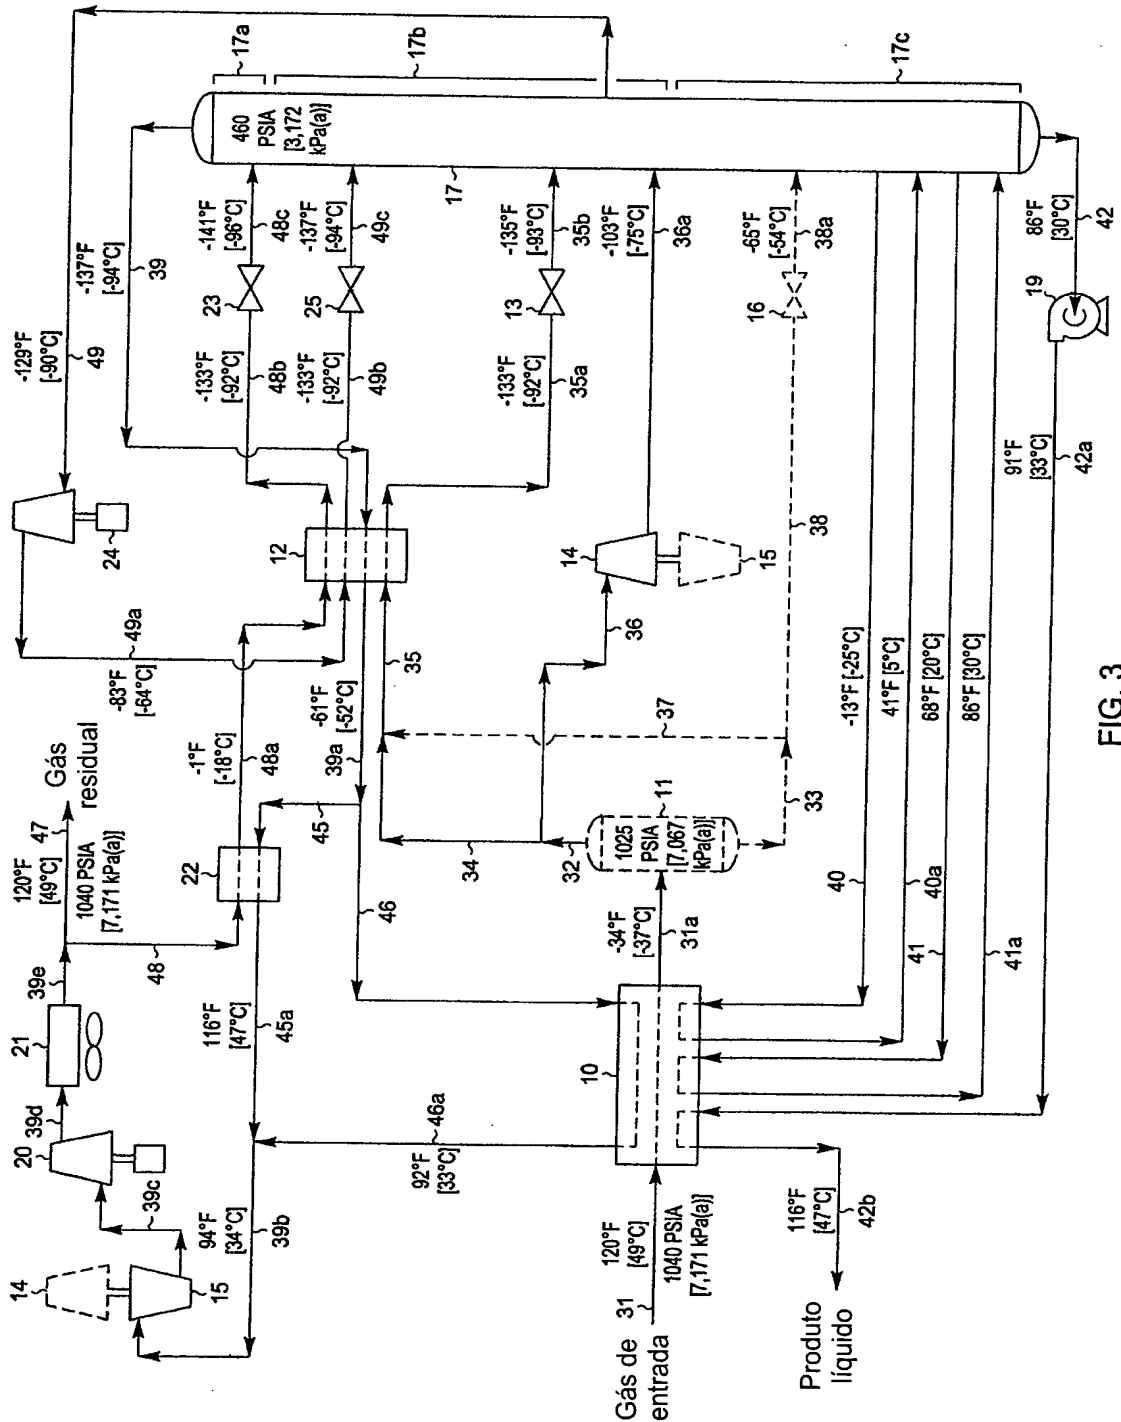 17a
17b
17c
460
PSIA
[3,172
kPa(a)]
17
-137°F
[-94°C]
39
-129°F
[-90°C]
49
-141°F
[-96°C]
48c
-137°F
[-94°C]
49c
-135°F
[-93°C]
35b
-103°F
[-75°C]
36a
-65°F
[-54°C]
38a
86°F
[30°C]
42
19
23
25
13
16
-133°F
[-92°C]
48b
-133°F
[-92°C]
49b
-133°F
[-92°C]
35a
38
91°F
[33°C]
42a
24
12
14
15
36
49a
-83°F
[-64°C]
35
-61°F
[-52°C]
39a
37
-1°F
[-18°C]
48a
-13°F [-25°C]
41°F [5°C]
68°F [20°C]
86°F [30°C]
Gás
residual
47
120°F
[49°C]
1040 PSIA
[7,171 kPa(a)]
22
45
34
32
11
1025
PSIA
[7,067
kPa(a)]
33
48
46
-34°F
[-37°C]
31a
40
40a
41
41a
39e
21
39d
20
39c
116°F
[47°C]
45a
46a
92°F
[33°C]
10
94°F
[34°C]
39b
14
15
120°F
[49°C]
1040 PSIA
[7,171 kPa(a)]
31
Gás de
entrada
116°F
[47°C]
42b
Produto
líquido
FIG. 3